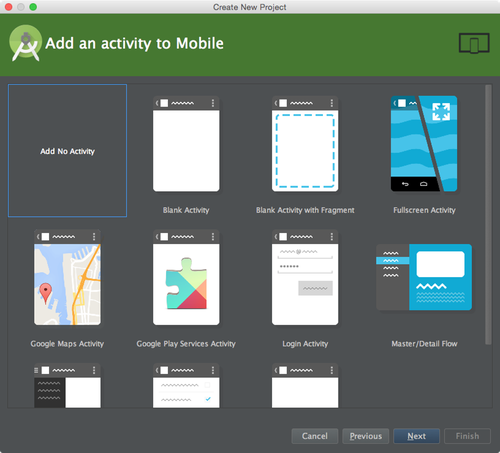 Create New Project
Add an activity to Mobile
Add No Activity
Blank Activity
Blank Activity with Fragment
Fullscreen Activity
Google Maps Activity
Google Play Services Activity
Login Activity
Master/Detail Flow
Cancel
Previous
Next
Finish